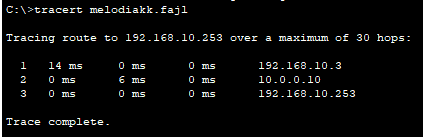 C:\>tracert melodiakk.fajl
Tracing route to 192.168.10.253 over a maximum of 30 hops:
1 14 ms 0 ms 0 ms 192.168.10.3
2 0 ms 6 ms 0 ms 10.0.0.10
3 0 ms 0 ms 0 ms 192.168.10.253
Trace complete.